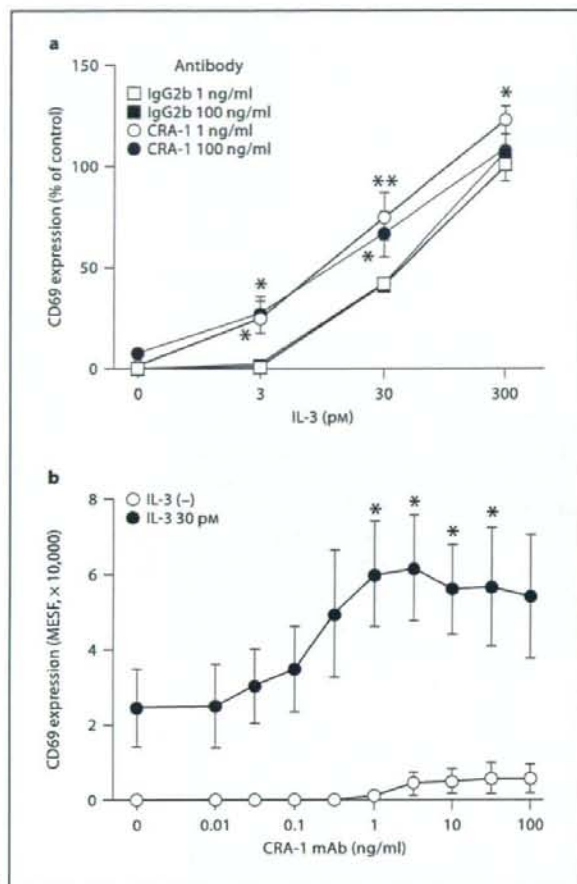 a
Antibody
IgG2b 1 ng/ml
IgG2b 100 ng/ml
CRA-1 1 ng/ml
CRA-1 100 ng/ml
CD69 expression (% of control)
150
100
50
0
* * * ** * *
0 3 30 300
IL-3 (pM)
b
IL-3 (–)
IL-3 30 pM
CD69 expression (MESF, × 10,000)
8
6
4
2
0
* * * *
0 0.01 0.1 1 10 100
CRA-1 mAb (ng/ml)